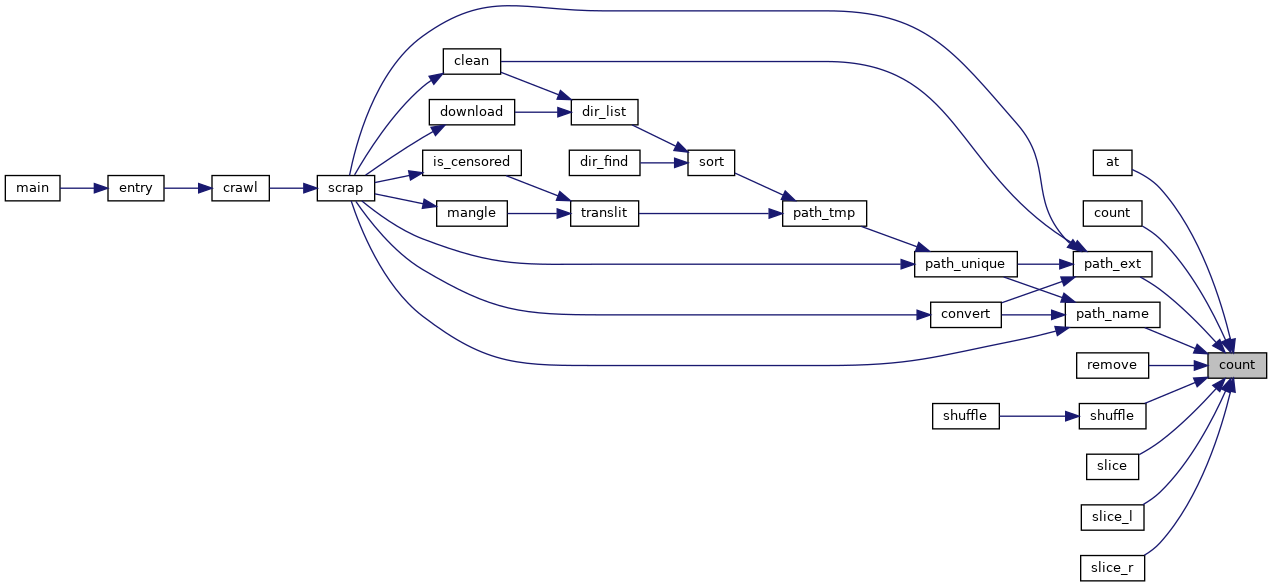 clean
download
dir_list
is_censored
dir_find
sort
at
main
entry
crawl
scrap
mangle
translit
path_tmp
count
path_unique
path_ext
convert
path_name
remove
count
shuffle
shuffle
slice
slice_l
slice_r